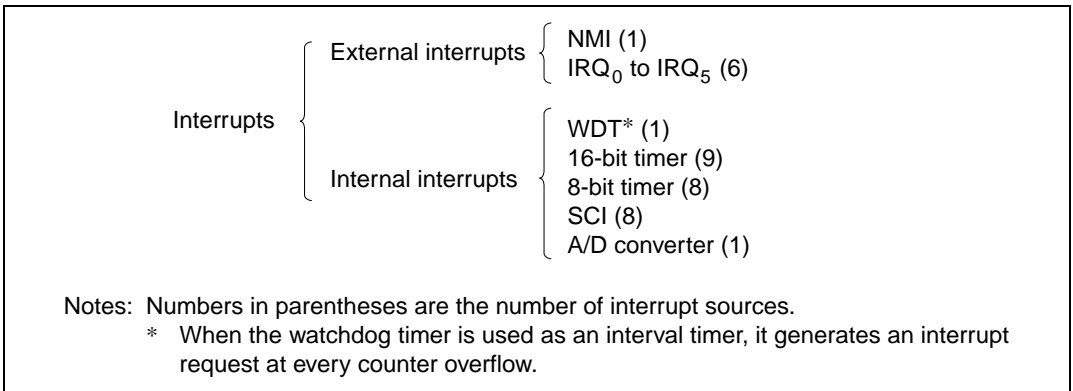 External interrupts
NMI (1)
IRQ0 to IRQ5 (6)
Interrupts
Internal interrupts
WDT* (1)
16-bit timer (9)
8-bit timer (8)
SCI (8)
A/D converter (1)
Notes: Numbers in parentheses are the number of interrupt sources.
* When the watchdog timer is used as an interval timer, it generates an interrupt
request at every counter overflow.